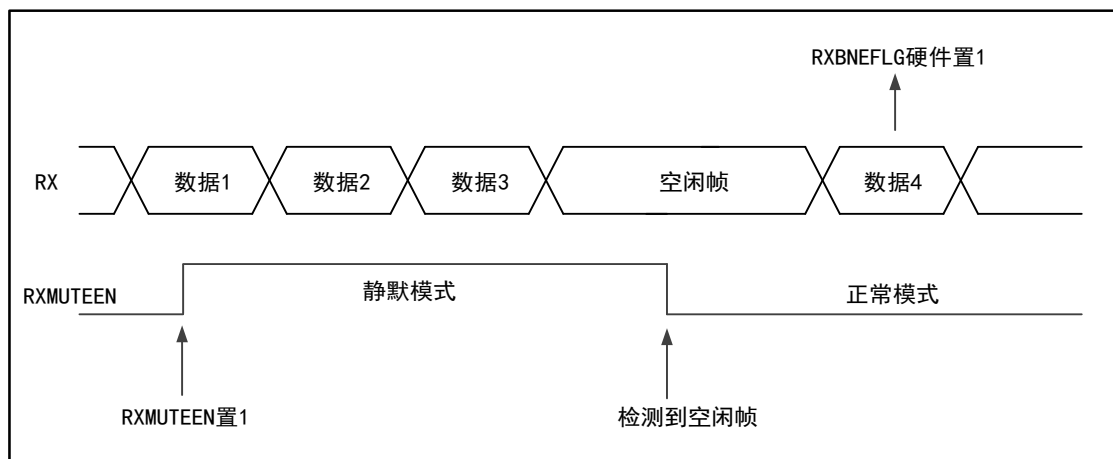 RXBNEFLG硬件置1
RX
数据1
数据2
数据3
空闲帧
数据4
RXMUTEEN
静默模式
正常模式
RXMUTEEN置1
检测到空闲帧